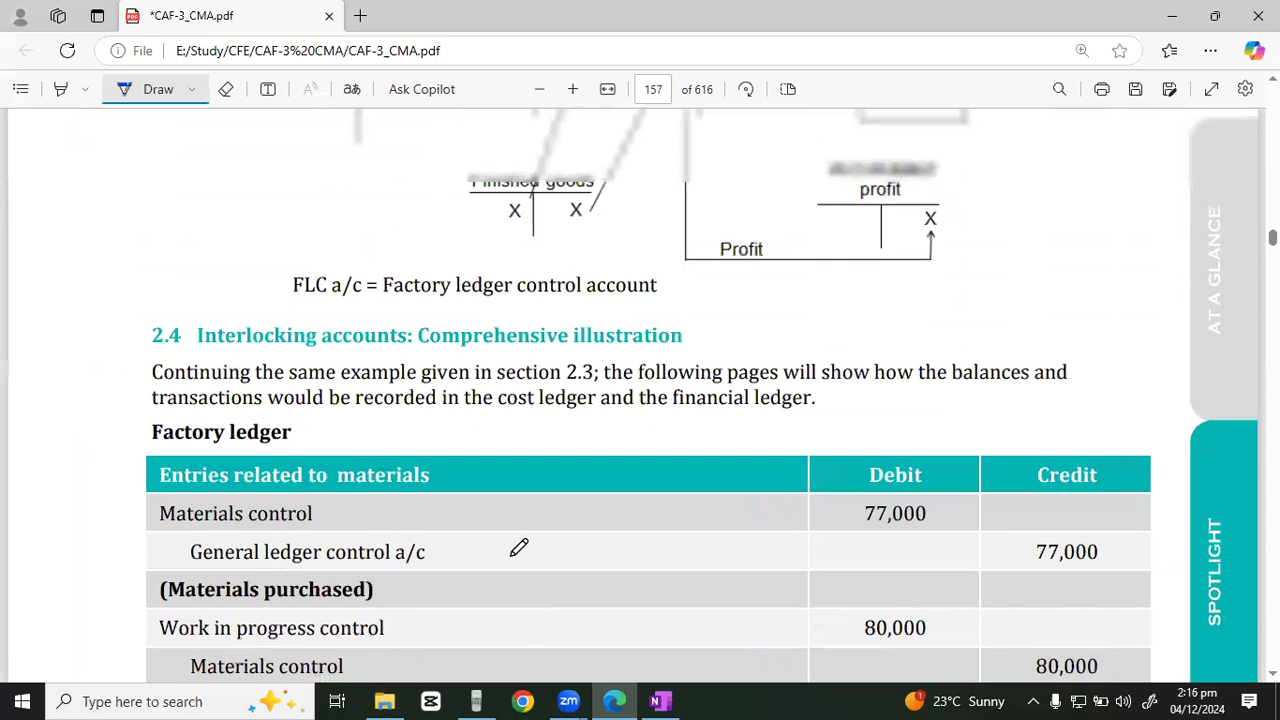 *CAF-3_CMA.pdf
File E:/Study/CFE/CAF-3%20CMA/CAF-3_CMA.pdf
Draw aあ Ask Copilot 157 of 616
Finished goods
X X
profit
X
Profit
FLC a/c = Factory ledger control account
2.4 Interlocking accounts: Comprehensive illustration
Continuing the same example given in section 2.3; the following pages will show how the balances and
transactions would be recorded in the cost ledger and the financial ledger.
Factory ledger
Entries related to materials Debit Credit
Materials control 77,000
General ledger control a/c 77,000
(Materials purchased)
Work in progress control 80,000
Materials control 80,000
AT A GLANCE
SPOTLIGHT
Type here to search
zm
N
23°C Sunny
2:16 pm
04/12/2024